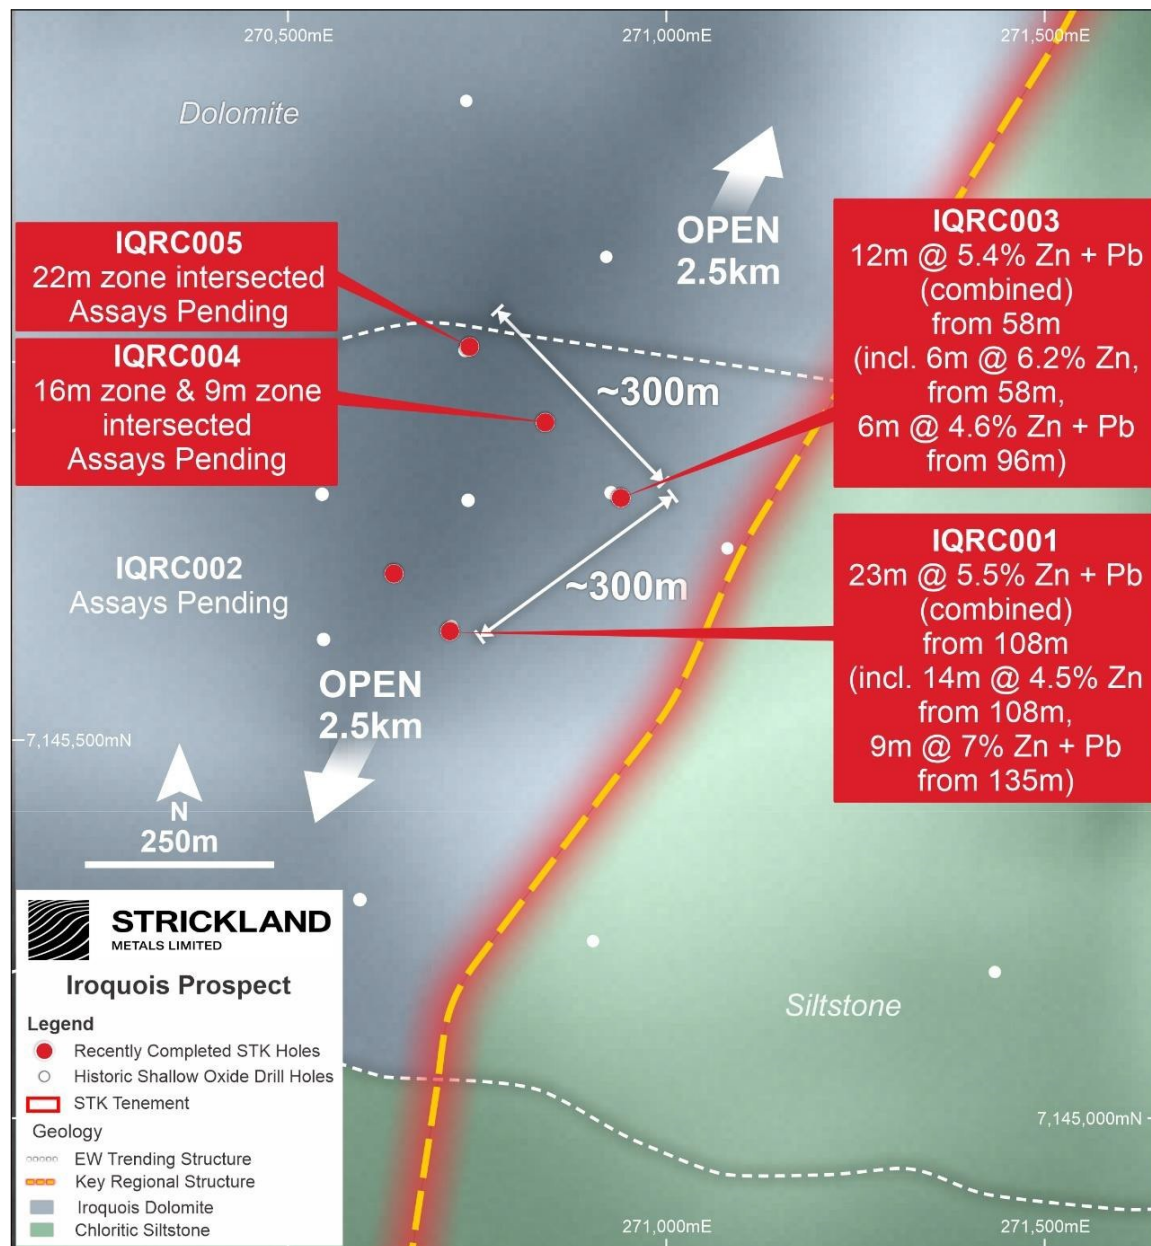 270,500mE
271,000mE
271,500mE
Dolomite
OPEN
2.5km
IQRC005
22m zone intersected
Assays Pending
IQRC004
16m zone & 9m zone
intersected
Assays Pending
~300m
IQRC003
12m @ 5.4% Zn + Pb
(combined)
from 58m
(incl. 6m @ 6.2% Zn,
from 58m,
6m @ 4.6% Zn + Pb
from 96m)
IQRC002
Assays Pending
~300m
IQRC001
23m @ 5.5% Zn + Pb
(combined)
from 108m
(incl. 14m @ 4.5% Zn
from 108m,
9m @ 7% Zn + Pb
from 135m)
OPEN
2.5km
7,145,500mN
N
250m
STRICKLAND
METALS LIMITED
Iroquois Prospect
Legend
Recently Completed STK Holes
Historic Shallow Oxide Drill Holes
STK Tenement
Geology
EW Trending Structure
Key Regional Structure
Iroquois Dolomite
Chloritic Siltstone
Siltstone
7,145,000mN
271,000mE
271,500mE